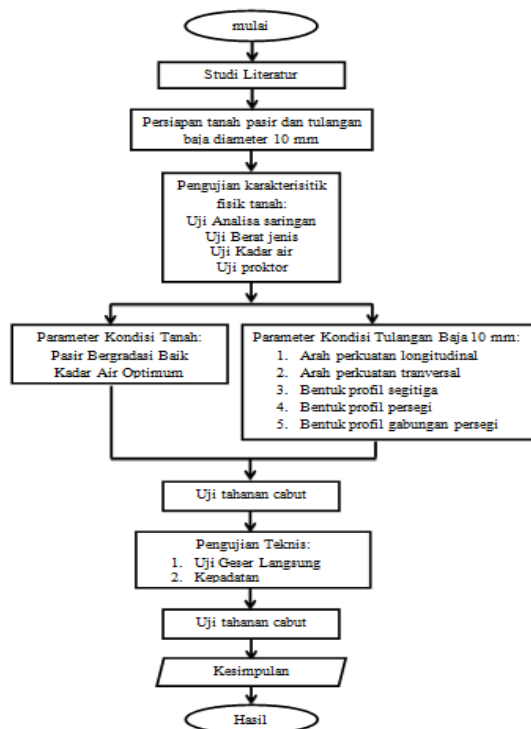 mulai
Studi Literatur
Persiapan tanah pasir dan tulangan
baja diameter 10 mm
Pengujian karakterisitik
fisik tanah:
Uji Analisa saringan
Uji Berat jenis
Uji Kadar air
Uji proktor
Parameter Kondisi Tanah:
Pasir Bergradasi Baik
Kadar Air Optimum
Parameter Kondisi Tulangan Baja 10 mm:
1. Arah perkuatan longitudinal
2. Arah perkuatan tranversal
3. Bentuk profil segitiga
4. Bentuk profil persegi
5. Bentuk profil gabungan persegi
Uji tahanan cabut
Pengujian Teknis:
1. Uji Geser Langsung
2. Kepadatan
Uji tahanan cabut
Kesimpulan
Hasil